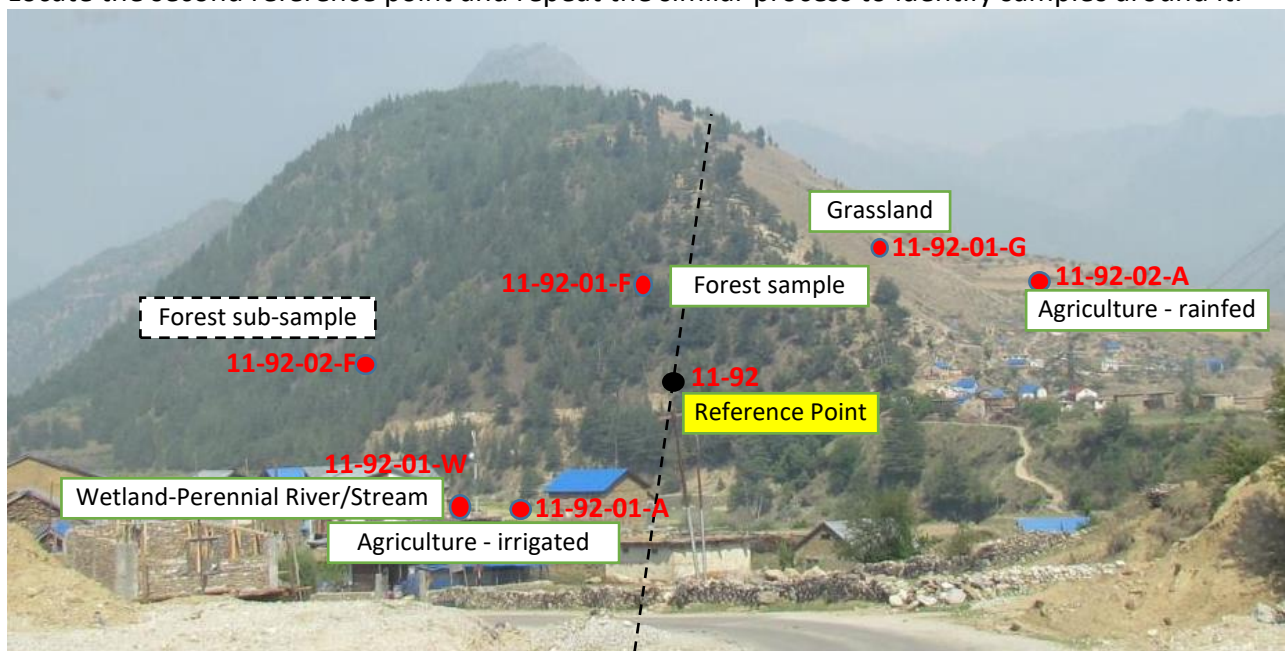 Locate the second reference point and repeat the similar process to identify samples around it.
Grassland
11-92-01-G
11-92-01-F
Forest sample
11-92-02-A
Agriculture - rainfed
Forest sub-sample
11-92-02-F
11-92
Reference Point
11-92-01-W
Wetland-Perennial River/Stream
11-92-01-A
Agriculture - irrigated